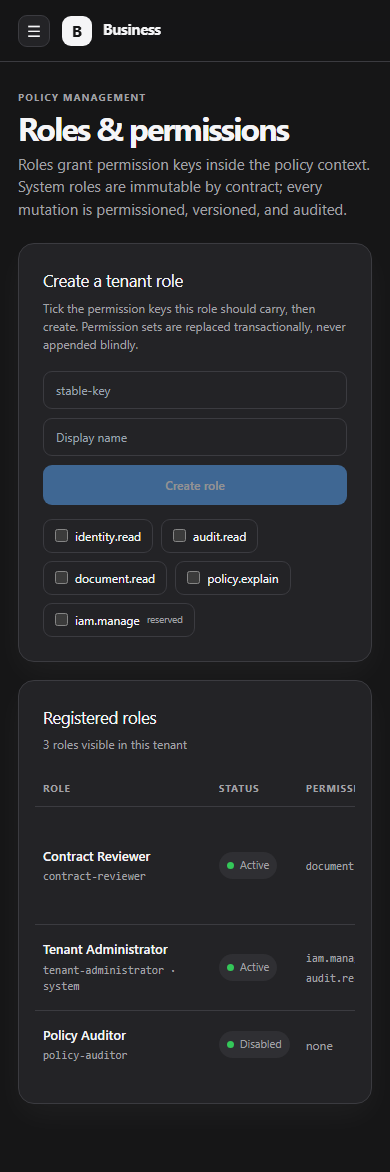 B Business
POLICY MANAGEMENT
Roles & permissions
Roles grant permission keys inside the policy context.
System roles are immutable by contract; every
mutation is permissioned, versioned, and audited.
Create a tenant role
Tick the permission keys this role should carry, then
create. Permission sets are replaced transactionally, never
appended blindly.
stable-key
Display name
Create role
identity.read audit.read
document.read policy.explain
iam.manage reserved
Registered roles
3 roles visible in this tenant
ROLE STATUS PERMISSI
Contract Reviewer
contract-reviewer
Active
document
Tenant Administrator
tenant-administrator ·
system
Active
iam.mana
audit.re
Policy Auditor
policy-auditor
Disabled
none